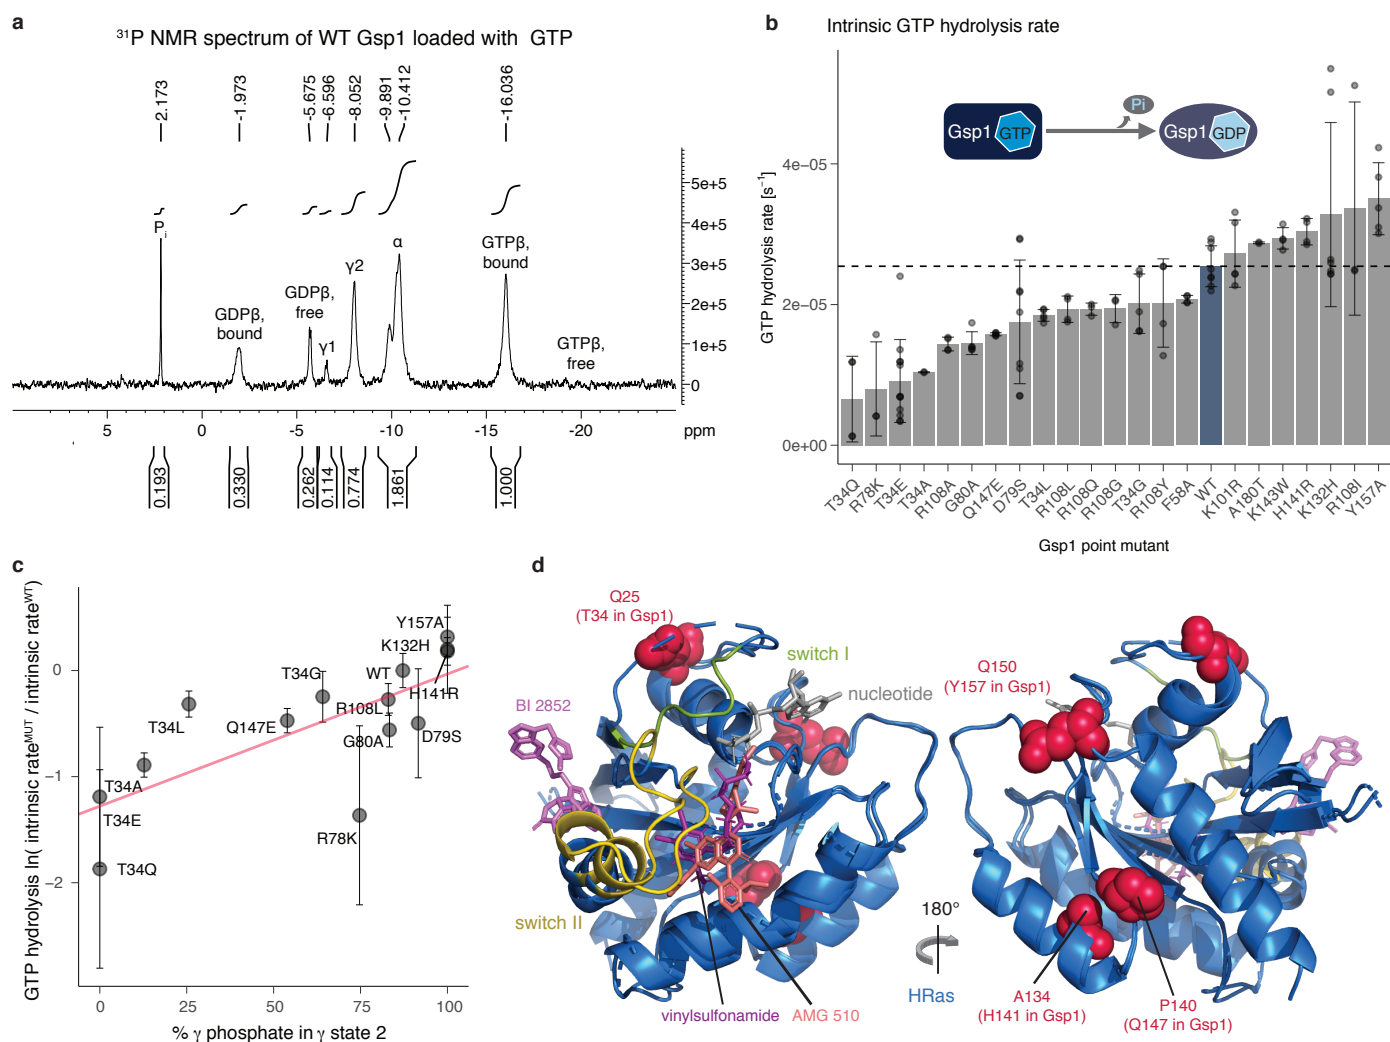 a
³¹P NMR spectrum of WT Gsp1 loaded with GTP
2.173
-1.973
-5.675
-6.596
-8.052
-9.891
-10.412
-16.036
Pi
GDPβ,
bound
GDPβ,
free
γ1
γ2
α
GTPβ,
bound
GTPβ,
free
5e+5
4e+5
3e+5
2e+5
1e+5
0
5
0
-5
-10
-15
-20
ppm
0.193
0.330
0.262
0.114
0.774
1.861
1.000
b
Intrinsic GTP hydrolysis rate
Gsp1 GTP
Pi
Gsp1 GDP
GTP hydrolysis rate [s⁻¹]
4e-05
2e-05
0e+00
T34Q
R78K
T34E
T34A
R108A
G80A
Q147E
D79S
T34L
R108L
R108Q
R108G
T34G
R108Y
F58A
WT
K101R
A180T
K143W
H141R
K132H
R108I
Y157A
Gsp1 point mutant
c
GTP hydrolysis ln( intrinsic rate^MUT / intrinsic rate^WT)
0
−1
−2
Y157A
K132H
T34G
WT
H141R
R108L
T34L
Q147E
G80A
D79S
T34A
T34E
R78K
T34Q
0
25
50
75
100
% γ phosphate in γ state 2
d
Q25
(T34 in Gsp1)
switch I
nucleotide
BI 2852
switch II
vinylsulfonamide
AMG 510
Q150
(Y157 in Gsp1)
180°
HRas
A134
(H141 in Gsp1)
P140
(Q147 in Gsp1)